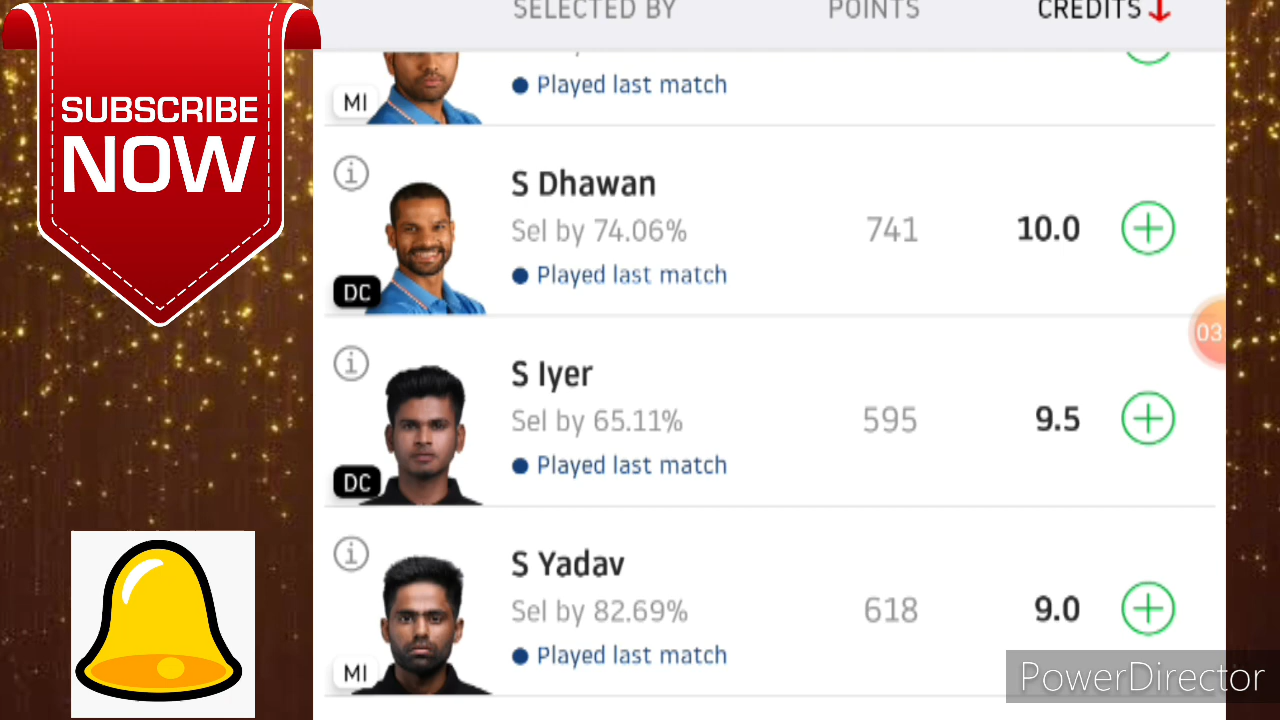 SELECTED BY POINTS CREDITS
SUBSCRIBE
NOW
MI
Played last match
S Dhawan
Sel by 74.06% 741 10.0
Played last match
DC
03
S Iyer
Sel by 65.11% 595 9.5
Played last match
DC
S Yadav
Sel by 82.69% 618 9.0
Played last match
MI
PowerDirector